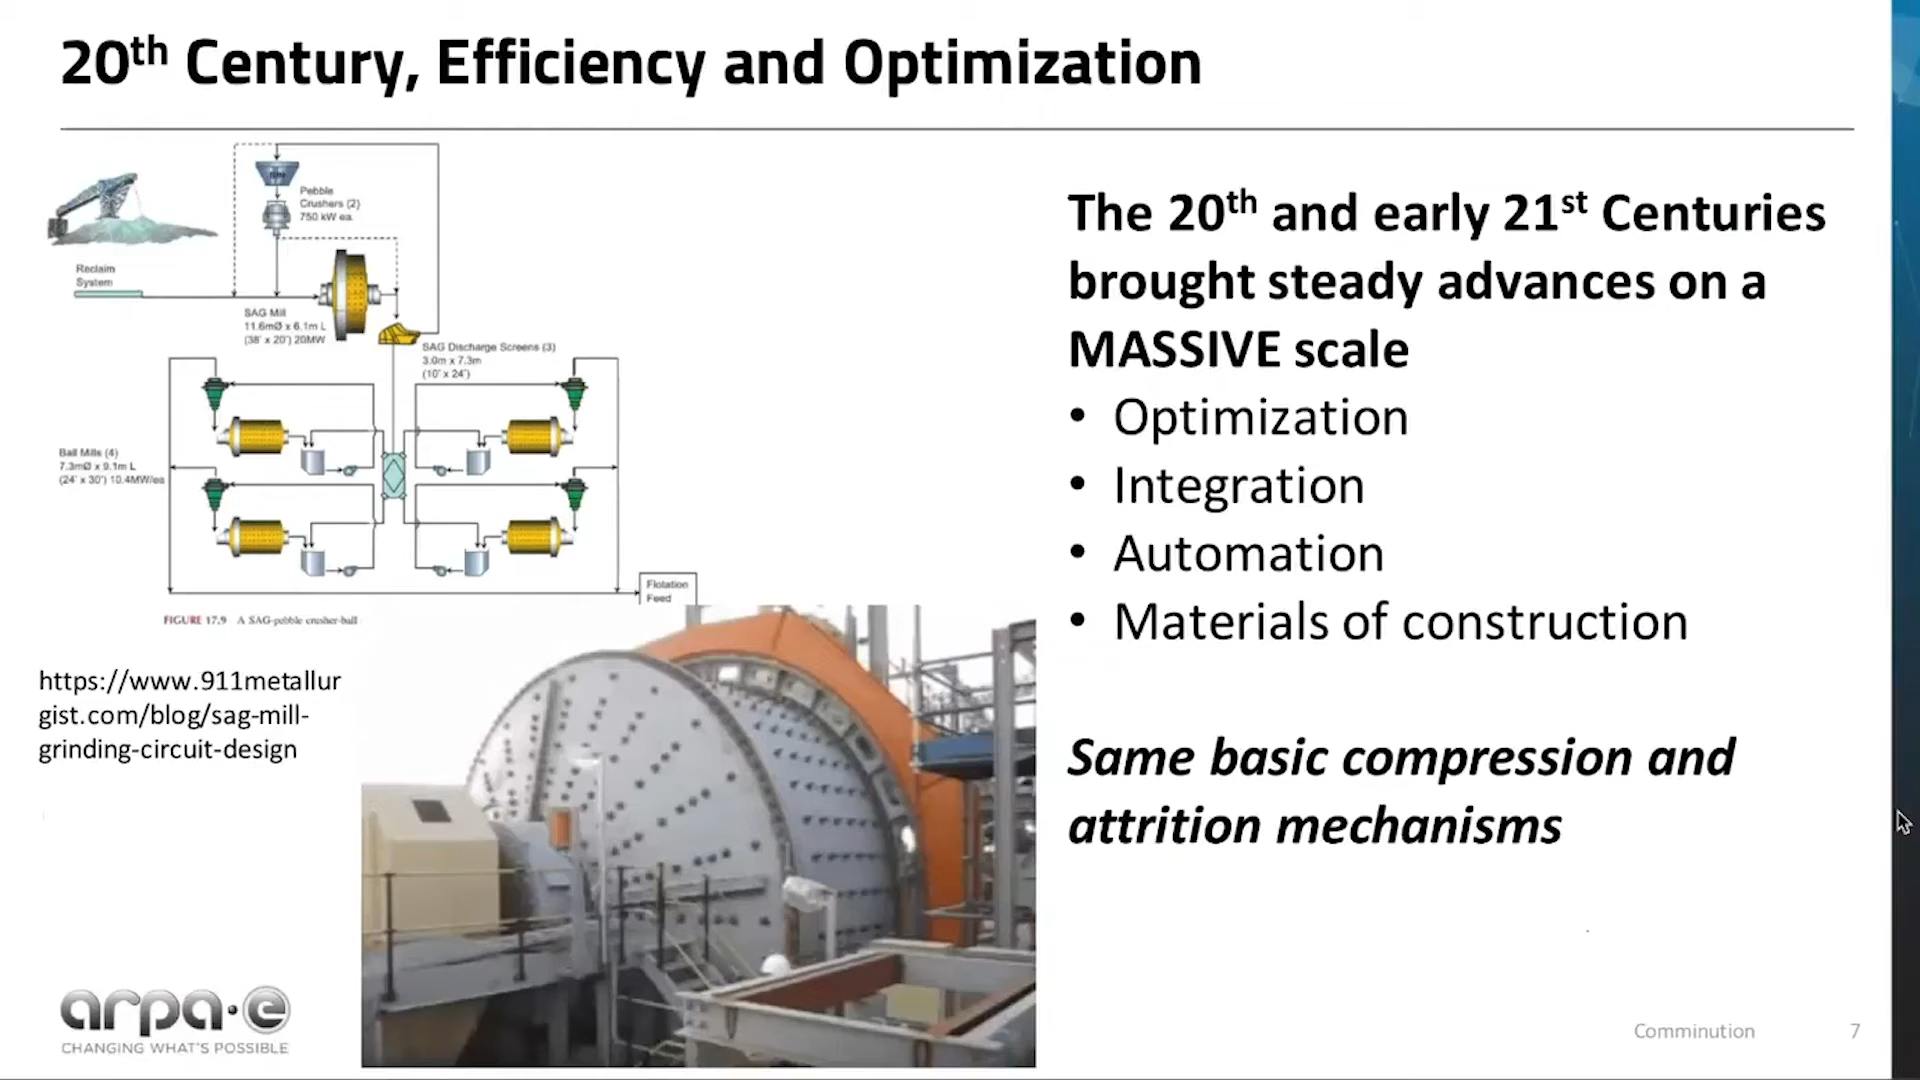 20th Century, Efficiency and Optimization
Pebble
Crushers (2)
750 kW ea.
Reclaim
System
SAG Mill
11.6mØ x 6.1m L
(38' x 20') 20MW
SAG Discharge Screens (3)
3.0m x 7.3m
(10' x 24')
Ball Mills (4)
7.3mØ x 9.1m L
(24' x 30') 10.4MW/ea
Flotation
Feed
FIGURE 17.9 A SAG-pebble crusher-ball
https://www.911metallur
gist.com/blog/sag-mill-
grinding-circuit-design
The 20th and early 21st Centuries
brought steady advances on a
MASSIVE scale
• Optimization
• Integration
• Automation
• Materials of construction
Same basic compression and
attrition mechanisms
arpa·e
CHANGING WHAT'S POSSIBLE
Comminution 7